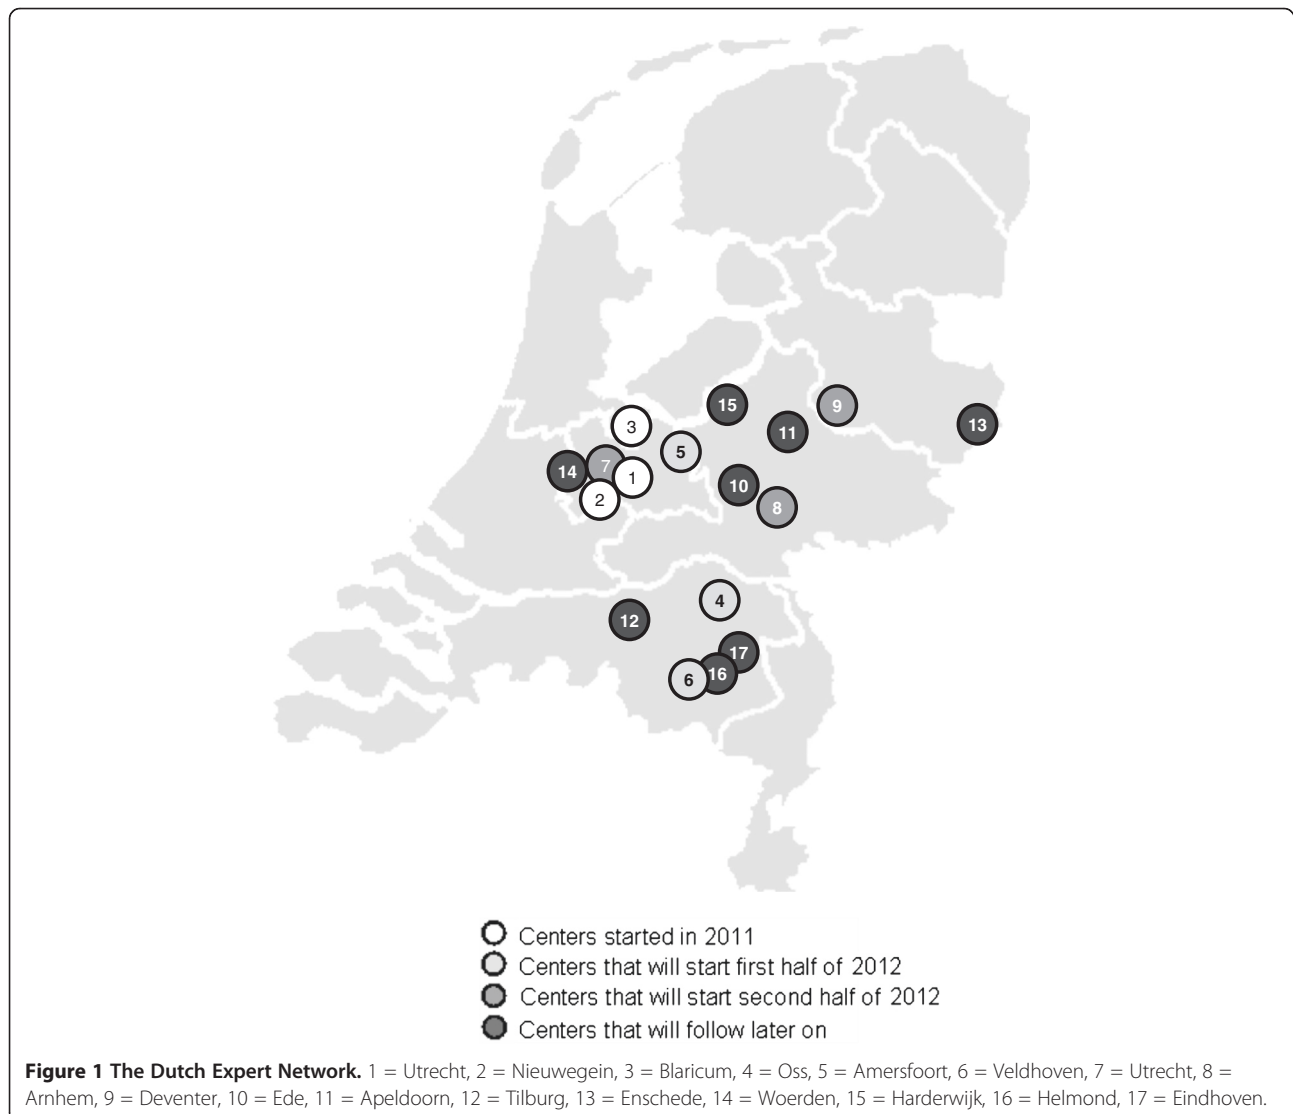 15
9
3
11
13
5
7
14
1
10
2
8
4
12
17
16
6
Centers started in 2011
Centers that will start first half of 2012
Centers that will start second half of 2012
Centers that will follow later on
Figure 1 The Dutch Expert Network. 1 = Utrecht, 2 = Nieuwegein, 3 = Blaricum, 4 = Oss, 5 = Amersfoort, 6 = Veldhoven, 7 = Utrecht, 8 =
Arnhem, 9 = Deventer, 10 = Ede, 11 = Apeldoorn, 12 = Tilburg, 13 = Enschede, 14 = Woerden, 15 = Harderwijk, 16 = Helmond, 17 = Eindhoven.